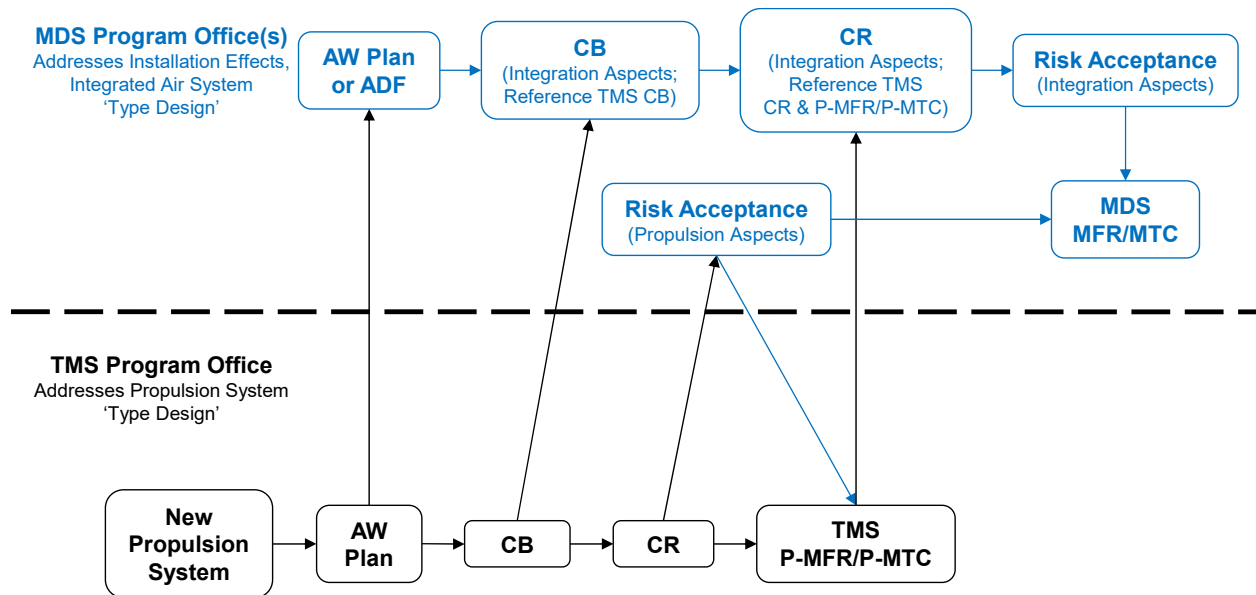 MDS Program Office(s)
Addresses Installation Effects,
Integrated Air System
‘Type Design’
AW Plan
or ADF
CB
(Integration Aspects;
Reference TMS CB)
CR
(Integration Aspects;
Reference TMS
CR & P-MFR/P-MTC)
Risk Acceptance
(Integration Aspects)
Risk Acceptance
(Propulsion Aspects)
MDS
MFR/MTC
TMS Program Office
Addresses Propulsion System
‘Type Design’
New
Propulsion
System
AW
Plan
CB
CR
TMS
P-MFR/P-MTC